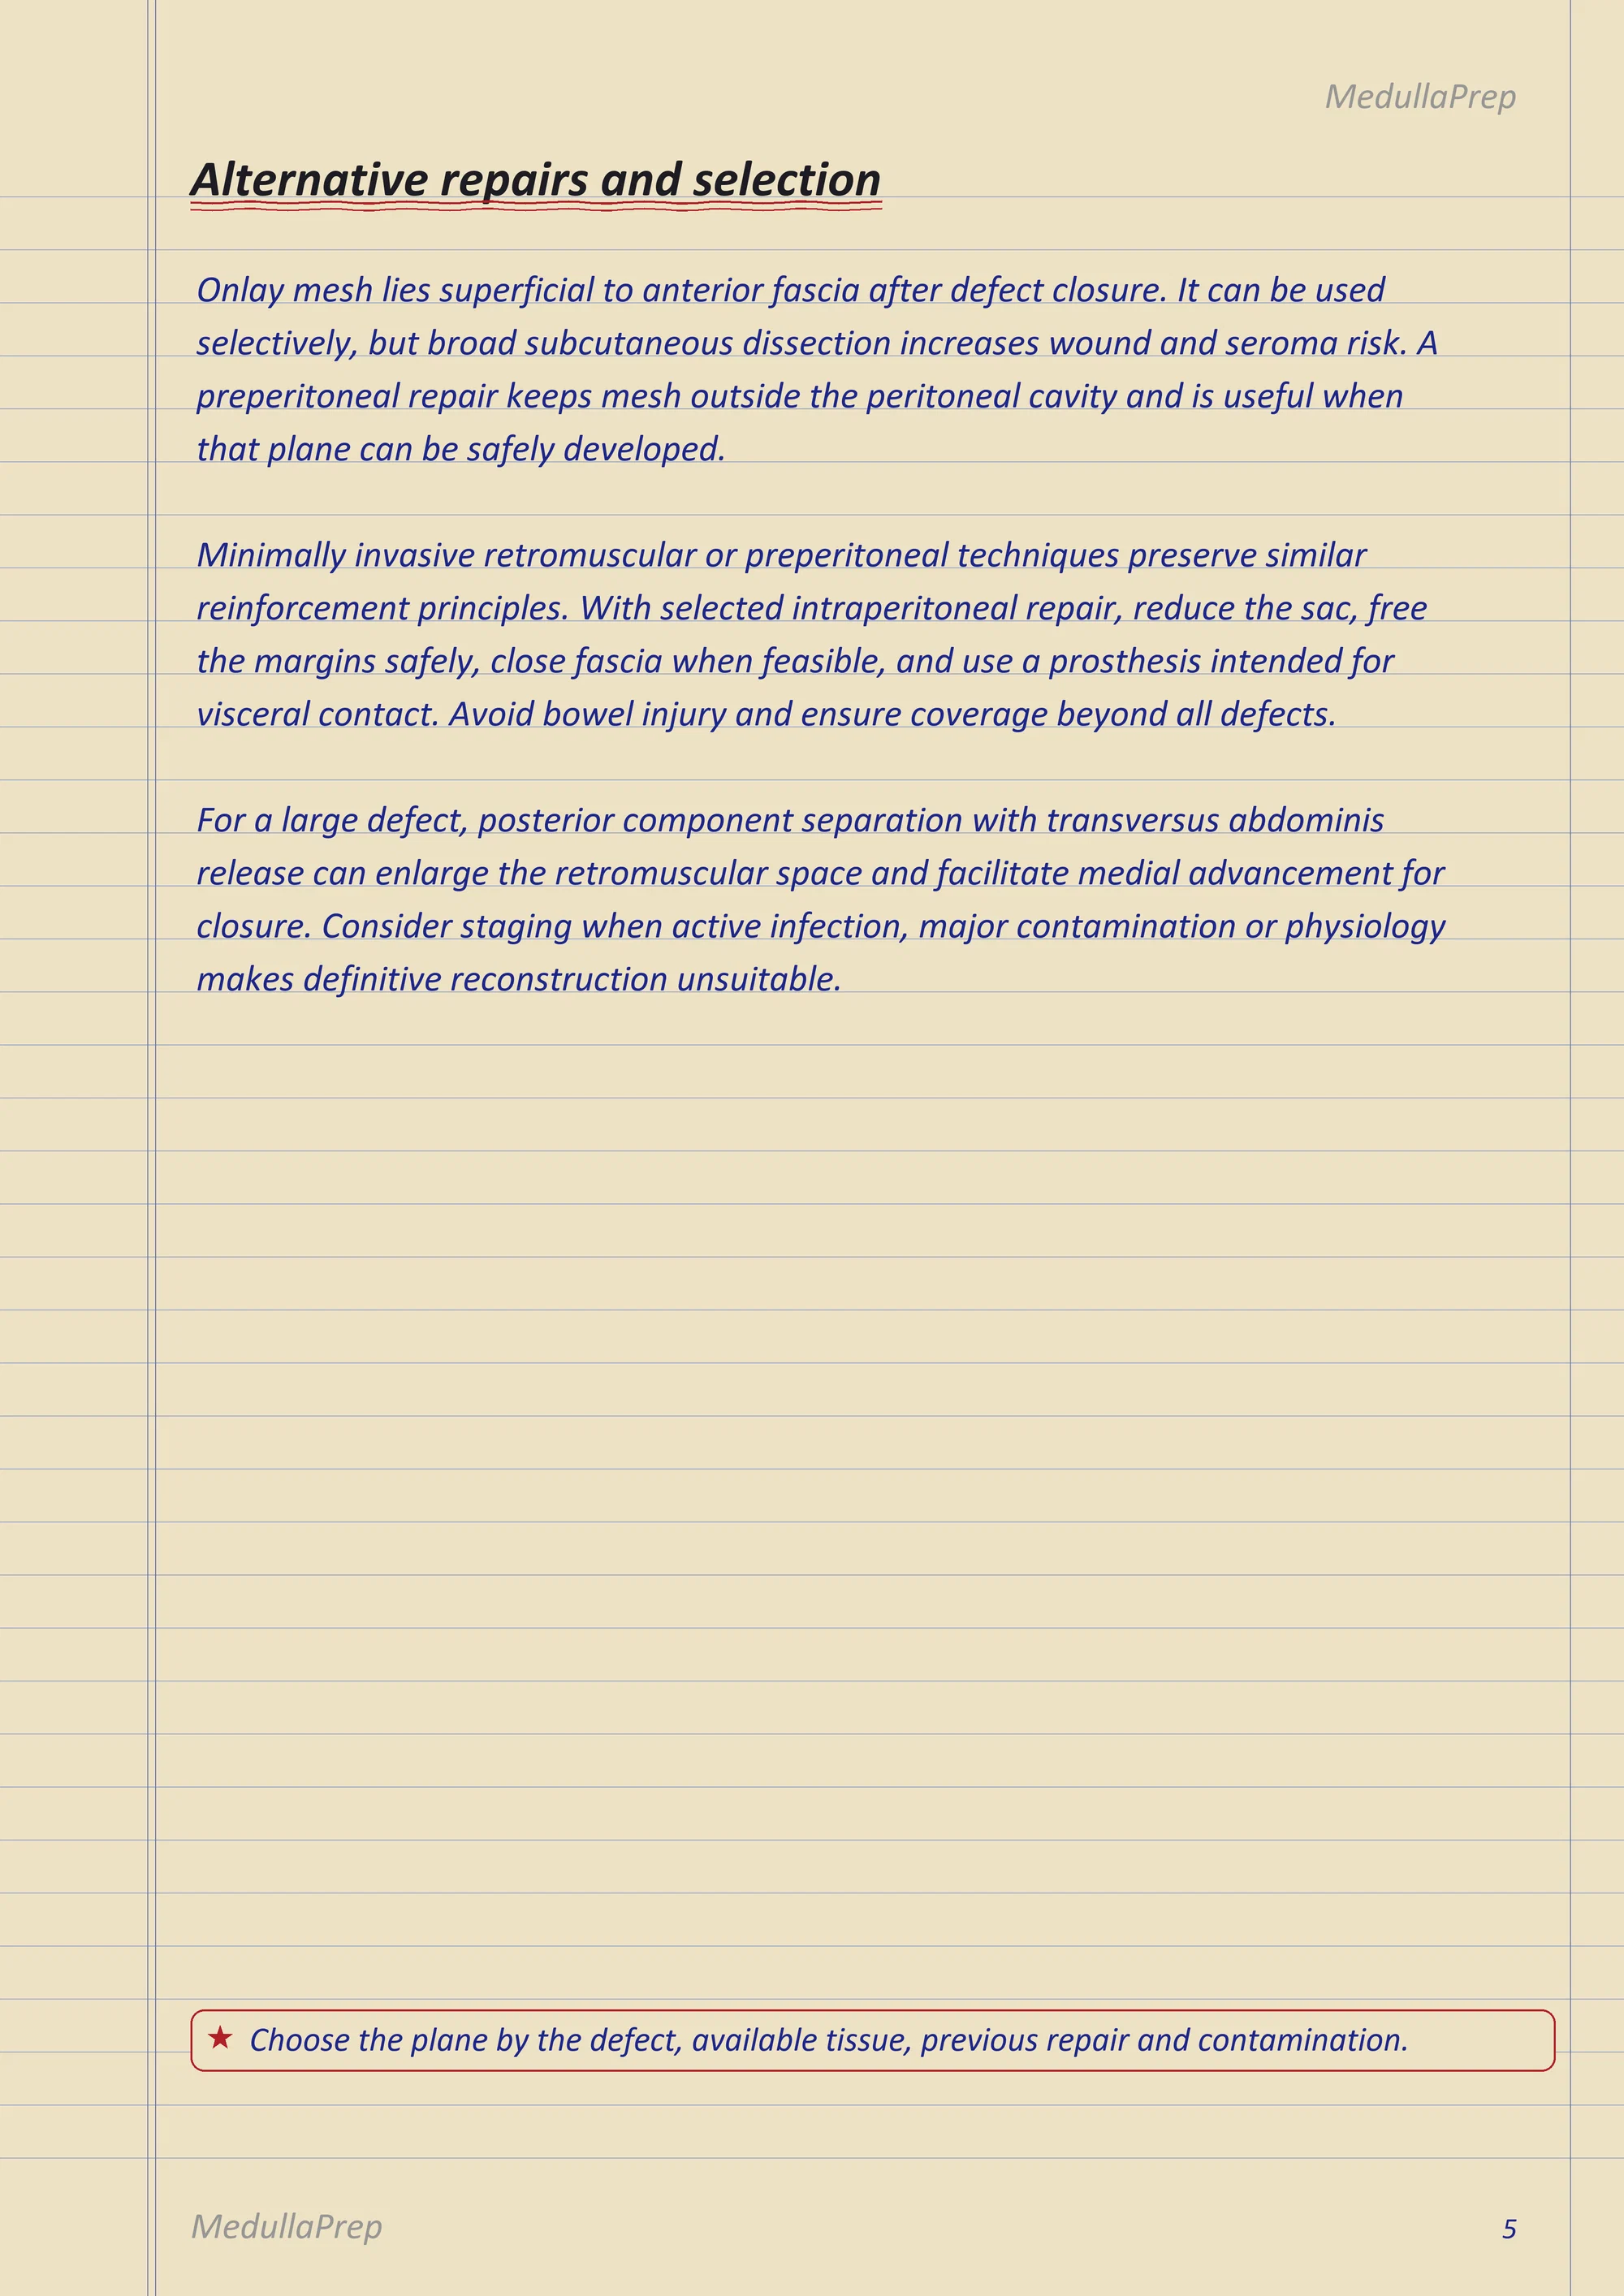 MedullaPrep
Alternative repairs and selection
Onlay mesh lies superficial to anterior fascia after defect closure. It can be used
selectively, but broad subcutaneous dissection increases wound and seroma risk. A
preperitoneal repair keeps mesh outside the peritoneal cavity and is useful when
that plane can be safely developed.
Minimally invasive retromuscular or preperitoneal techniques preserve similar
reinforcement principles. With selected intraperitoneal repair, reduce the sac, free
the margins safely, close fascia when feasible, and use a prosthesis intended for
visceral contact. Avoid bowel injury and ensure coverage beyond all defects.
For a large defect, posterior component separation with transversus abdominis
release can enlarge the retromuscular space and facilitate medial advancement for
closure. Consider staging when active infection, major contamination or physiology
makes definitive reconstruction unsuitable.
★ Choose the plane by the defect, available tissue, previous repair and contamination.
MedullaPrep
5